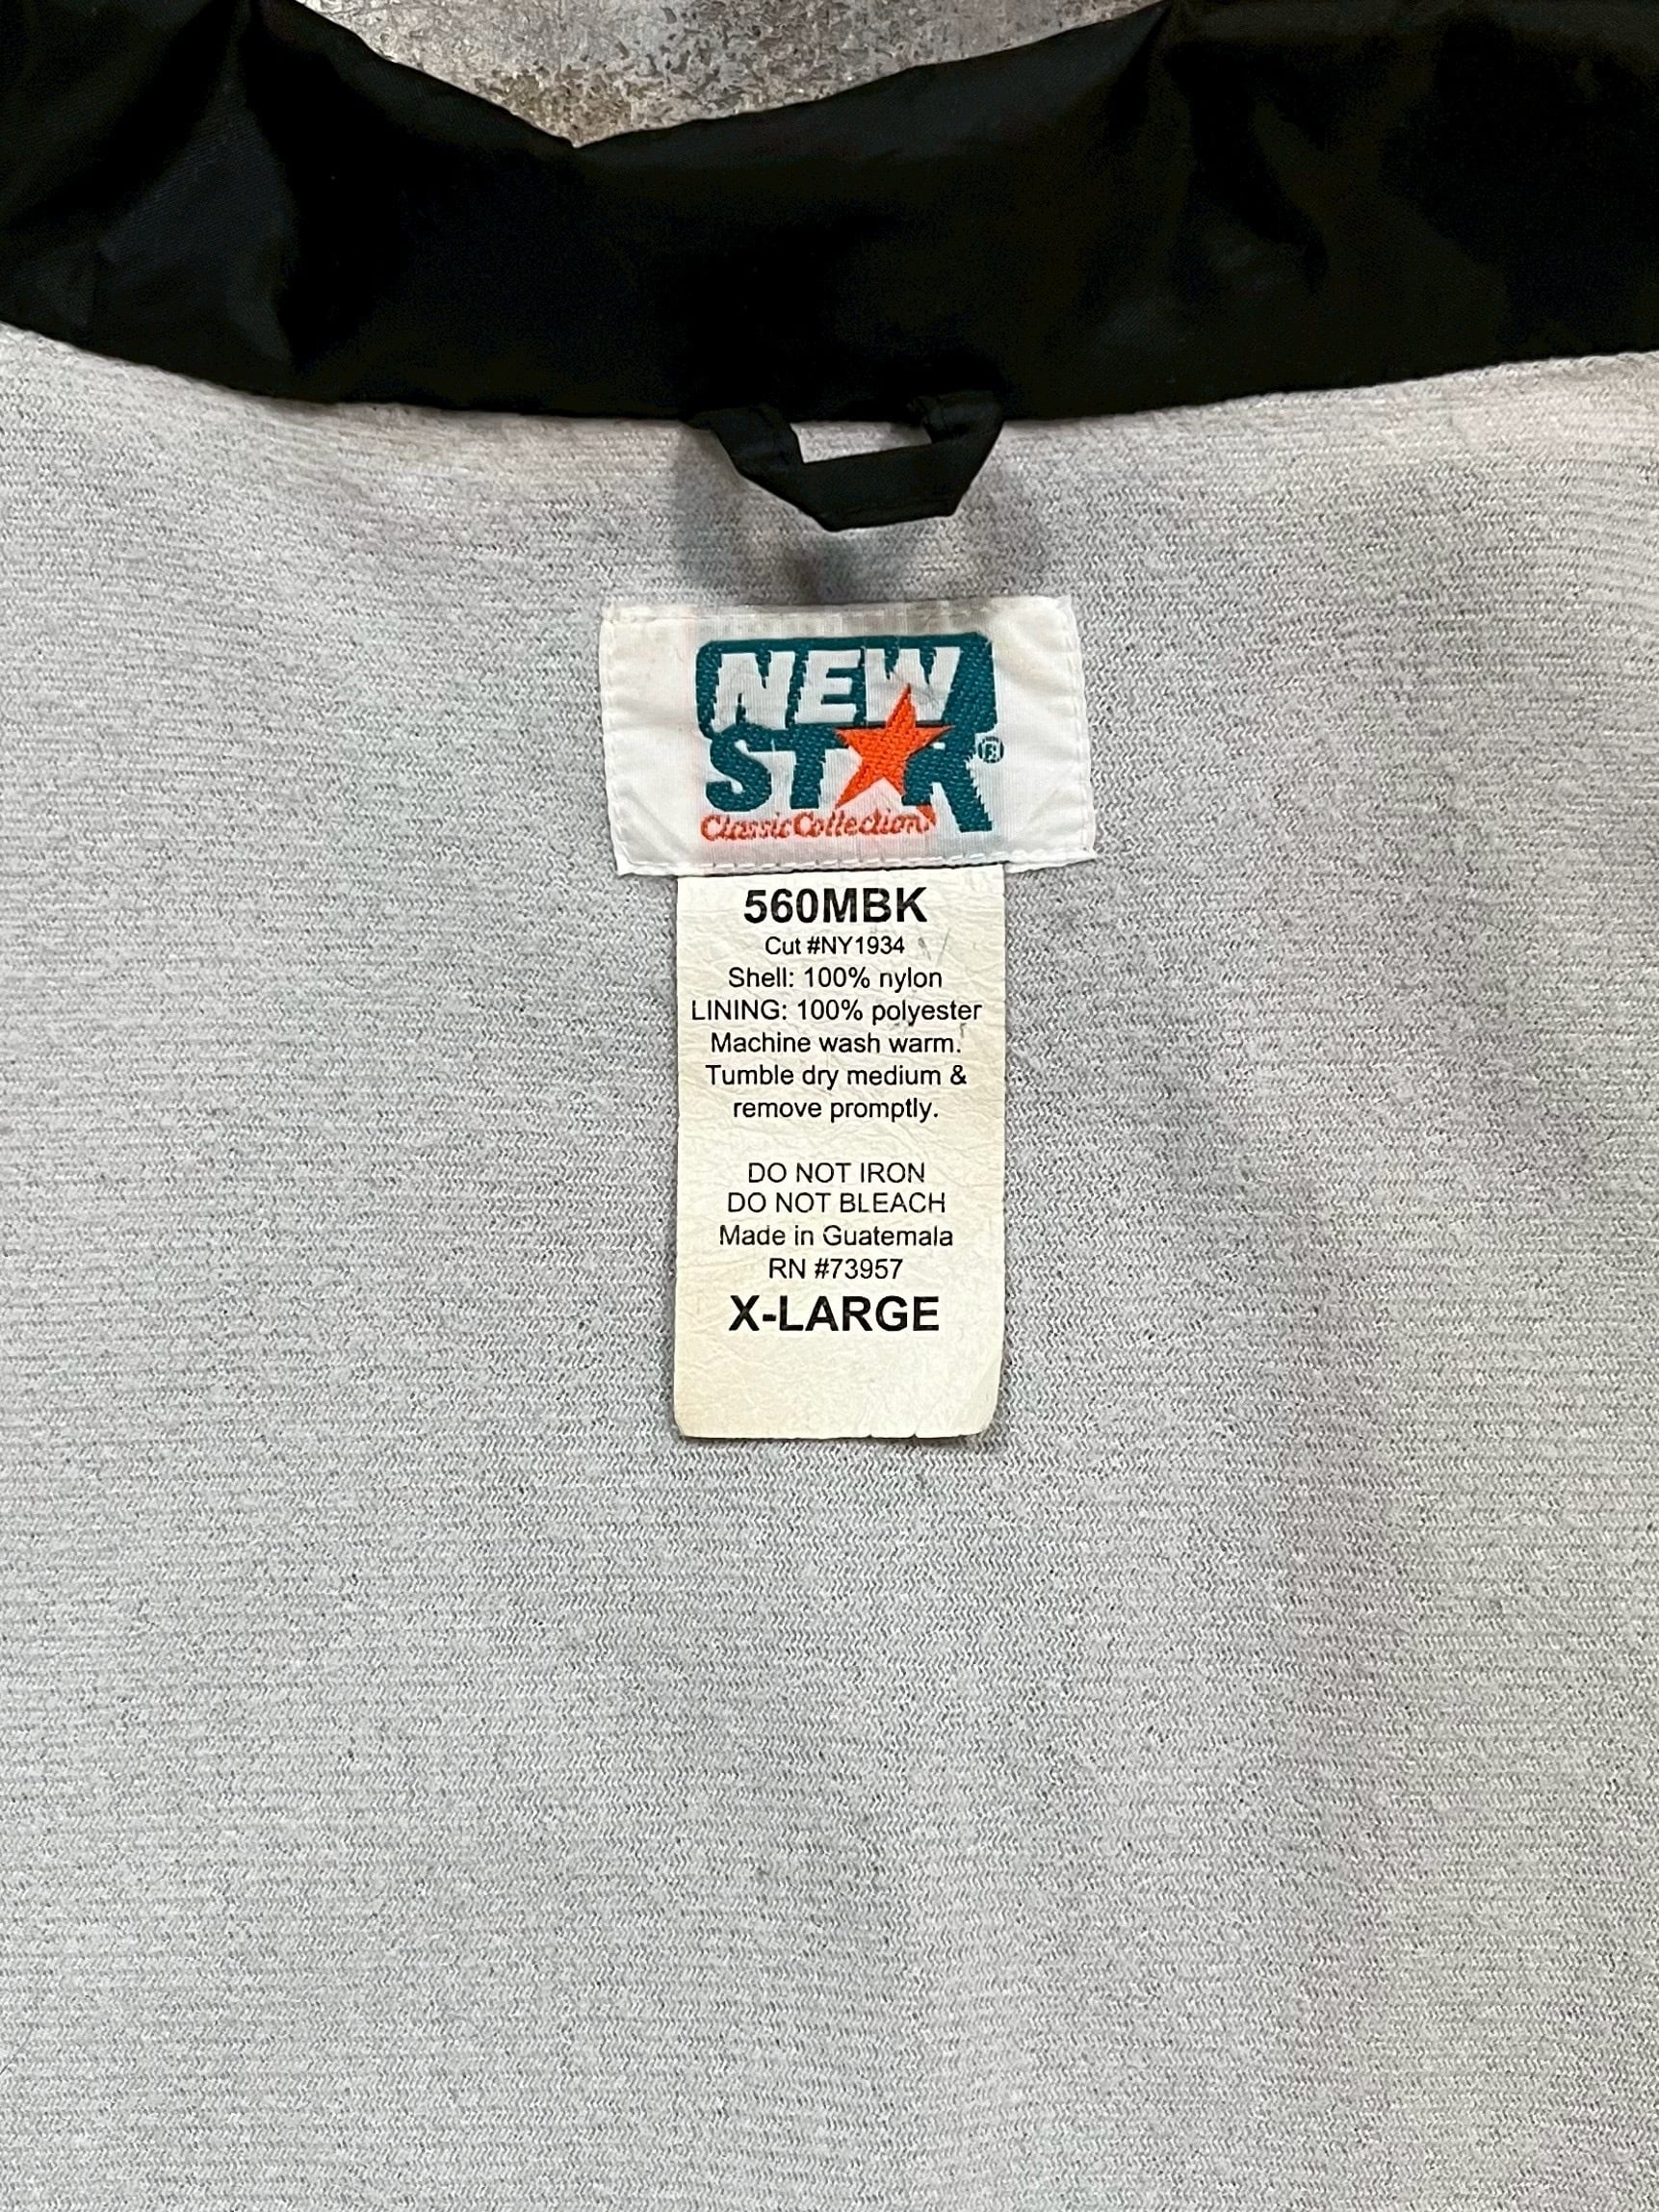 NEW
STAR®
Classic Collection
560MBK
Cut #NY1934
Shell: 100% nylon
LINING: 100% polyester
Machine wash warm.
Tumble dry medium &
remove promptly.
DO NOT IRON
DO NOT BLEACH
Made in Guatemala
RN #73957
X-LARGE